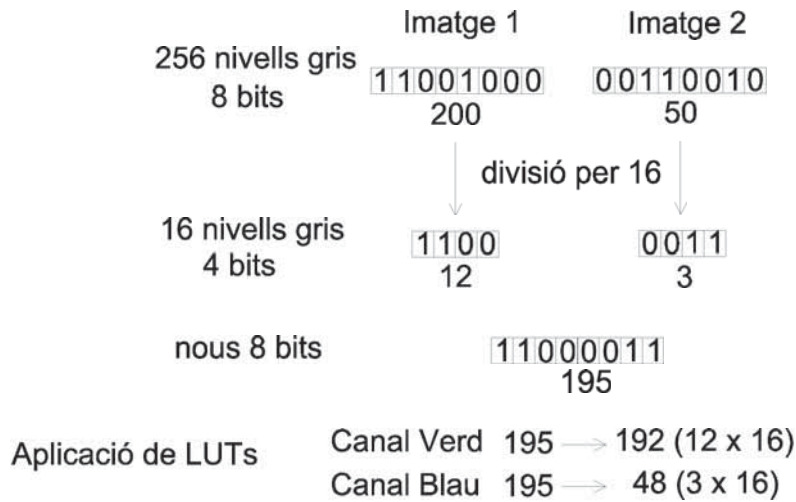 Imatge 1 Imatge 2
256 nivells gris 11001000 00110010
8 bits 200 50
divisió per 16
16 nivells gris 1100 0011
4 bits 12 3
nous 8 bits 11000011
195
Canal Verd 195 → 192 (12 x 16)
Aplicació de LUTs
Canal Blau 195 → 48 (3 x 16)